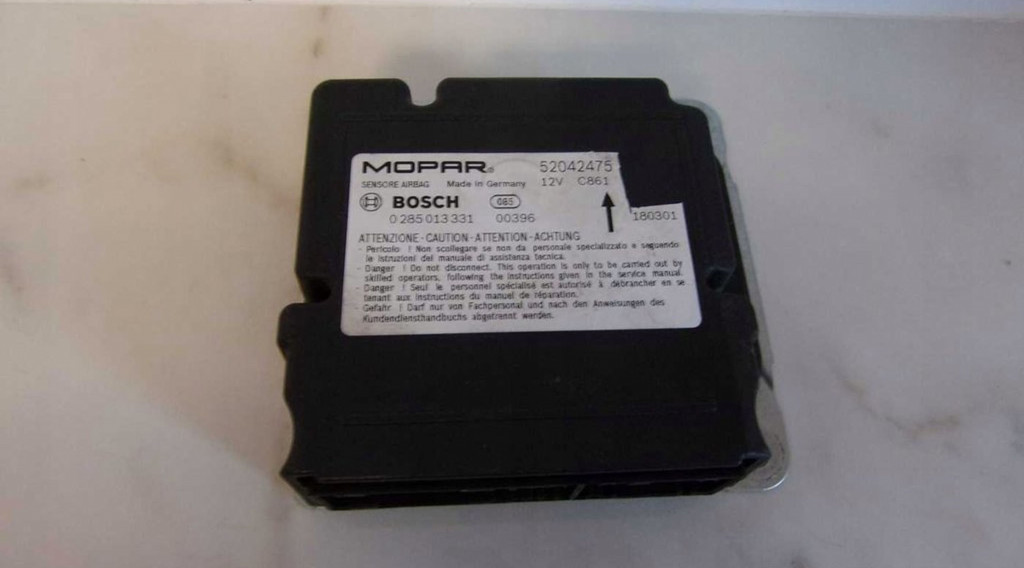 MOPAR® 52042475
SENSORE AIRBAG Made in Germany 12V C861
BOSCH 085
0 285 013 331 00396 180301
ATTENZIONE - CAUTION - ATTENTION - ACHTUNG
- Pericolo ! Non scollegare se non da personale specializzato e seguendo
le istruzioni del manuale di assistenza tecnica.
- Danger ! Do not disconnect. This operation is only to be carried out by
skilled operators, following the instructions given in the service manual.
- Danger ! Seul le personnel spécialisé est autorisé à débrancher en se
tenant aux instructions du manuel de réparation.
- Gefahr ! Darf nur von Fachpersonal und nach den Anweisungen des
Kundendiensthandbuchs abgetrennt werden.